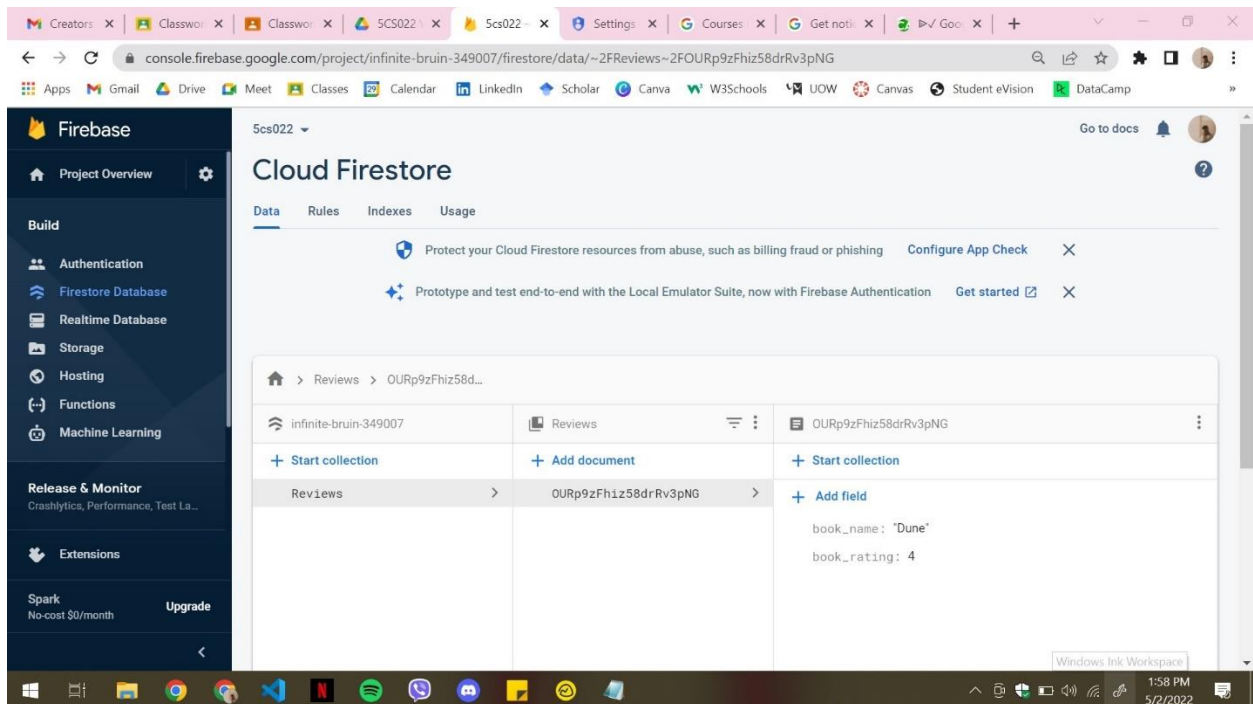 Creators
Classwor
Classwor
5CS022
5cs022 -
Settings
Courses
Get notic
Goo
console.firebase.google.com/project/infinite-bruin-349007/firestore/data/~2FReviews~2FOURp9zFhiz58drRv3pNG
Apps Gmail Drive Meet Classes Calendar LinkedIn Scholar Canva W3Schools UOW Canvas Student eVision DataCamp »
Firebase
5cs022
Go to docs
Project Overview
Cloud Firestore
Data Rules Indexes Usage
Build
Protect your Cloud Firestore resources from abuse, such as billing fraud or phishing Configure App Check
Authentication
Firestore Database
Prototype and test end-to-end with the Local Emulator Suite, now with Firebase Authentication Get started
Realtime Database
Storage
Hosting
Functions
Machine Learning
> Reviews > OURp9zFhiz58d...
infinite-bruin-349007
Reviews
OURp9zFhiz58drRv3pNG
+ Start collection
+ Add document
+ Start collection
Reviews
OURp9zFhiz58drRv3pNG
+ Add field
book_name: "Dune"
book_rating: 4
Release & Monitor
Crashlytics, Performance, Test La...
Extensions
Spark
No-cost $0/month
Upgrade
Windows Ink Workspace
1:58 PM
5/2/2022